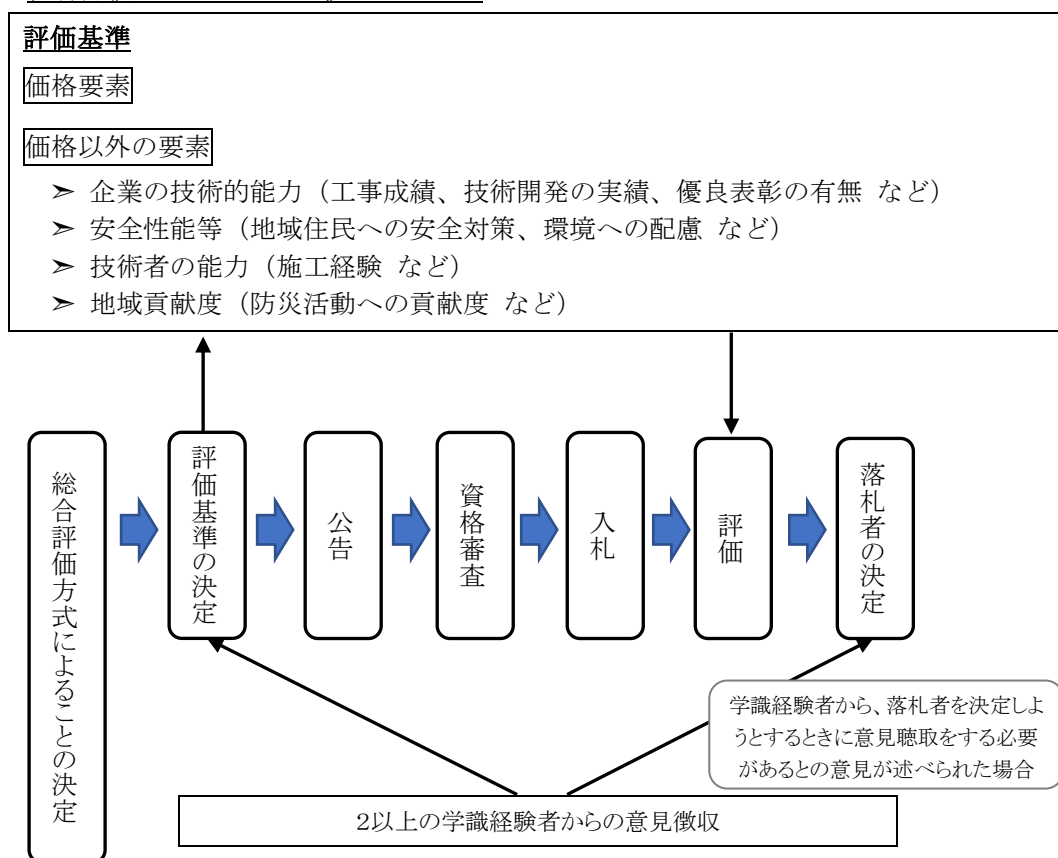 評価基準
価格要素
価格以外の要素
➢ 企業の技術的能力(工事成績、技術開発の実績、優良表彰の有無 など)
➢ 安全性能等(地域住民への安全対策、環境への配慮 など)
➢ 技術者の能力(施工経験 など)
➢ 地域貢献度(防災活動への貢献度 など)
総合評価方式によることの決定
評価基準の決定
公告
資格審査
入札
評価
落札者の決定
学識経験者から、落札者を決定しよ
うとするときに意見聴取をする必要
があるとの意見が述べられた場合
2以上の学識経験者からの意見徴収